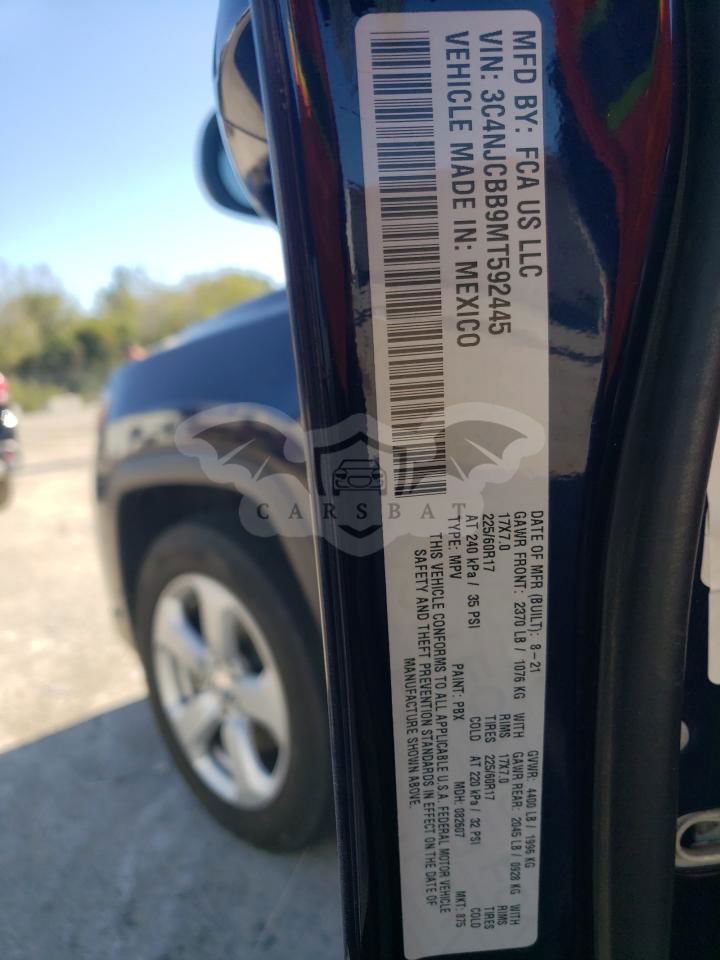 MFD BY: FCA US LLC
VIN: 3C4NJCBB9MT592445
VEHICLE MADE IN: MEXICO
DATE OF MFR (BUILT): 8-21 GVWR: 4400 LB / 1996 KG
GAWR FRONT: 2370 LB / 1076 KG WITH GAWR REAR: 2045 LB / 0928 KG WITH
17X7.0 RIMS 17X7.0 RIMS
225/60R17 TIRES 225/60R17 TIRES
AT 240 kPa / 35 PSI COLD AT 220 kPa / 32 PSI COLD
TYPE: MPV PAINT: PBX MDH: 082607 MKT: 875
THIS VEHICLE CONFORMS TO ALL APPLICABLE U.S.A. FEDERAL MOTOR VEHICLE
SAFETY AND THEFT PREVENTION STANDARDS IN EFFECT ON THE DATE OF
MANUFACTURE SHOWN ABOVE.
CARSBAT